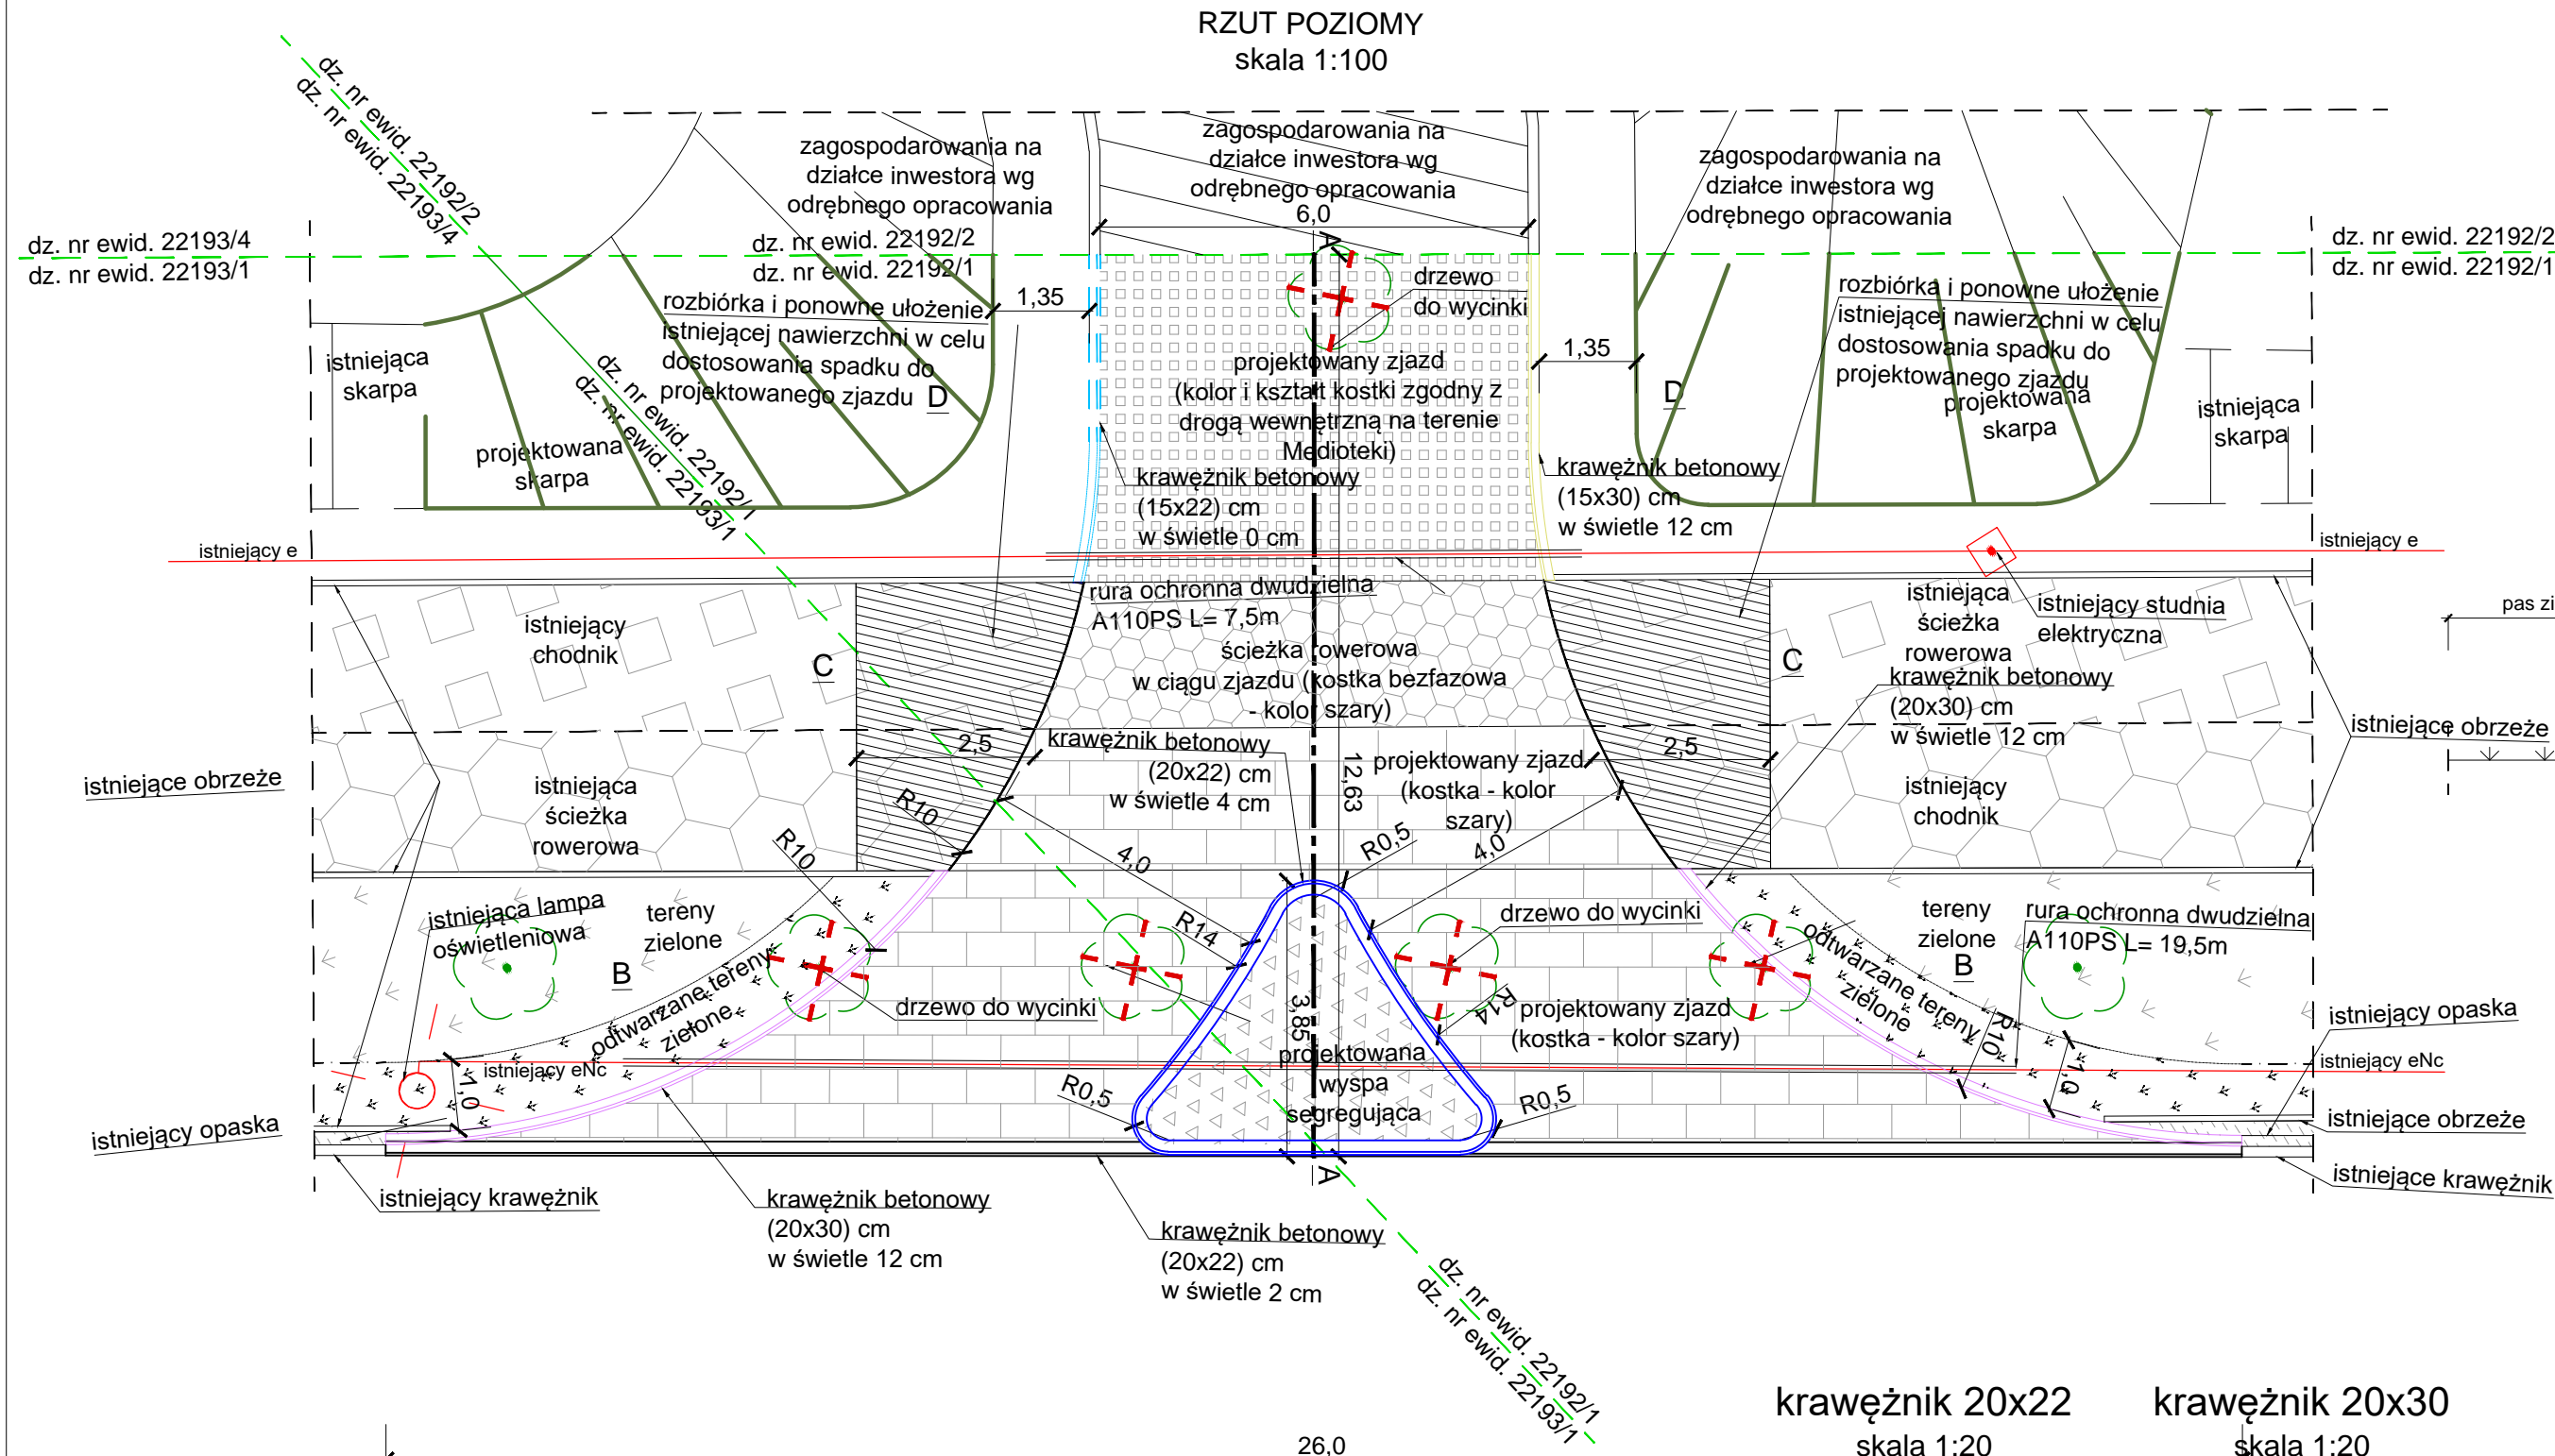 RZUT POZIOMY
skala 1:100
dz. nr ewid. 22192/2
dz. nr ewid. 22193/4
zagospodarowania na
działce inwestora wg
odrębnego opracowania
zagospodarowania na
działce inwestora wg
odrębnego opracowania
zagospodarowania na
działce inwestora wg
odrębnego opracowania
6,0
dz. nr ewid. 22193/4
dz. nr ewid. 22193/1
dz. nr ewid. 22192/2
dz. nr ewid. 22192/1
dz. nr ewid. 22192/2
dz. nr ewid. 22192/1
A
drzewo
do wycinki
rozbiórka i ponowne ułożenie
istniejącej nawierzchni w celu
dostosowania spadku do
projektowanego zjazdu
D
1,35
1,35
rozbiórka i ponowne ułożenie
istniejącej nawierzchni w celu
dostosowania spadku do
projektowanego zjazdu
D
istniejąca
skarpa
projektowana
skarpa
dz. nr ewid. 22192/1
dz. nr ewid. 22193/1
projektowany zjazd
(kolor i kształt kostki zgodny z
drogą wewnętrzną na terenie
Medioteki)
projektowana
skarpa
istniejąca
skarpa
krawężnik betonowy
(15x22) cm
w świetle 0 cm
krawężnik betonowy
(15x30) cm
w świetle 12 cm
istniejący e
istniejący e
rura ochronna dwudzielna
A110PS L= 7,5m
istniejący
chodnik
C
ścieżka rowerowa
w ciągu zjazdu (kostka bezfazowa
- kolor szary)
C
istniejąca
ścieżka
rowerowa
istniejący studnia
elektryczna
pas zi
krawężnik betonowy
(20x30) cm
w świetle 12 cm
istniejące obrzeże
istniejące obrzeże
2,5
krawężnik betonowy
(20x22) cm
w świetle 4 cm
12,63
projektowany zjazd
(kostka - kolor
szary)
2,5
istniejąca
ścieżka
rowerowa
istniejący
chodnik
R10
R10
4,0
R0,5
4,0
istniejąca lampa
oświetleniowa
tereny
zielone
B
R14
drzewo do wycinki
tereny
zielone
B
rura ochronna dwudzielna
A110PS L= 19,5m
odtwarzane tereny
zielone
odtwarzane tereny
zielone
drzewo do wycinki
3,85
R14
projektowany zjazd
(kostka - kolor szary)
R10
istniejący opaska
istniejący eNc
istniejący eNc
1,0
1,0
projektowana
wyspa
segregująca
R0,5
R0,5
istniejący opaska
istniejące obrzeże
A
istniejący krawężnik
istniejące krawężnik
krawężnik betonowy
(20x30) cm
w świetle 12 cm
krawężnik betonowy
(20x22) cm
w świetle 2 cm
dz. nr ewid. 22192/1
dz. nr ewid. 22193/1
krawężnik 20x22
skala 1:20
krawężnik 20x30
skala 1:20
26,0